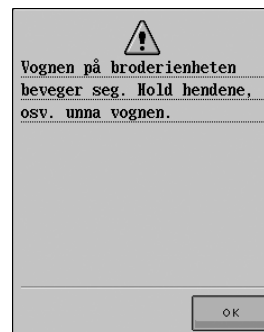 Vognen på broderienheten
beveger seg. Hold hendene,
osv. unna vognen.
OK